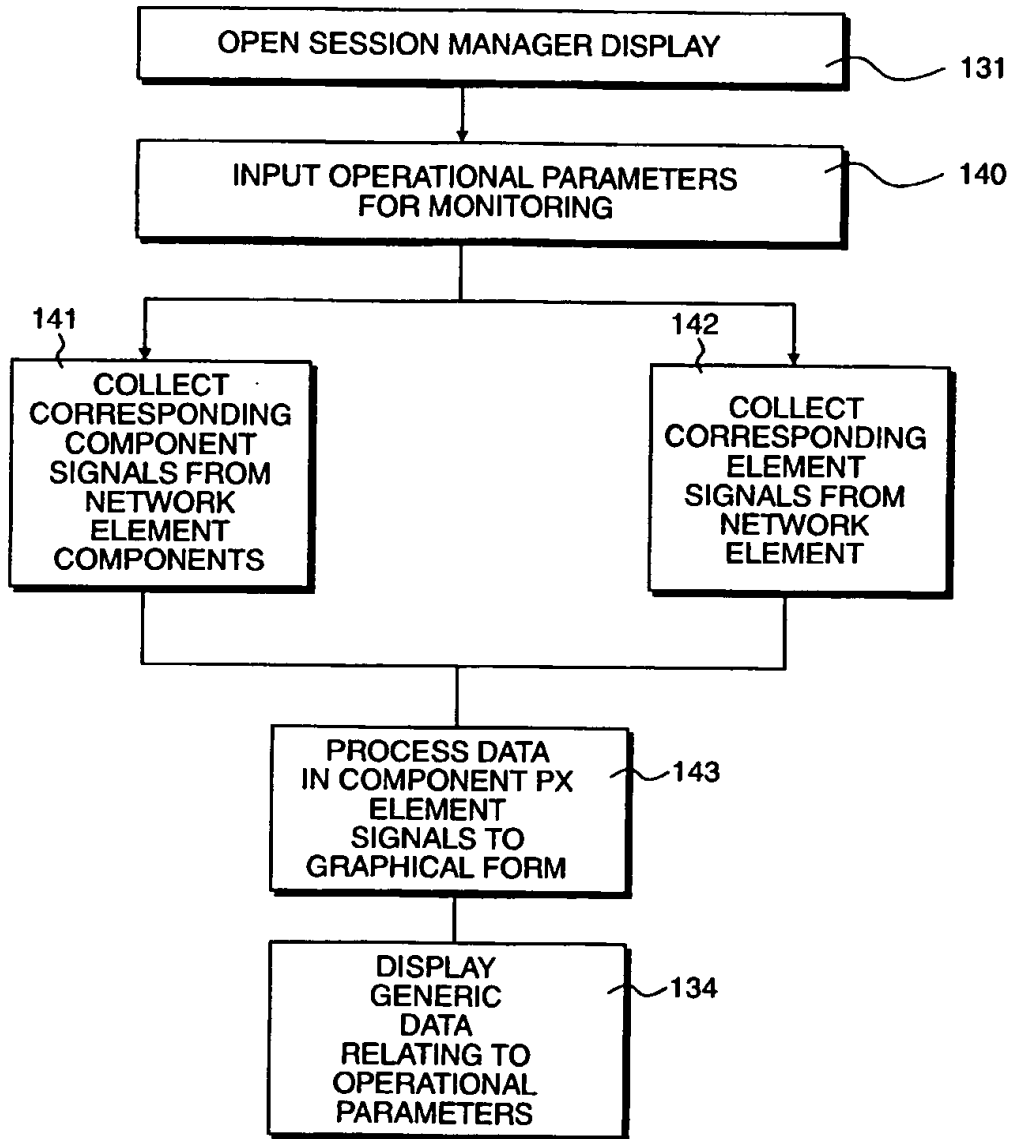 OPEN SESSION MANAGER DISPLAY
131
INPUT OPERATIONAL PARAMETERS
FOR MONITORING
140
141
COLLECT
CORRESPONDING
COMPONENT
SIGNALS FROM
NETWORK
ELEMENT
COMPONENTS
142
COLLECT
CORRESPONDING
ELEMENT
SIGNALS FROM
NETWORK
ELEMENT
PROCESS DATA
IN COMPONENT PX
ELEMENT
SIGNALS TO
GRAPHICAL FORM
143
DISPLAY
GENERIC
DATA
RELATING TO
OPERATIONAL
PARAMETERS
134